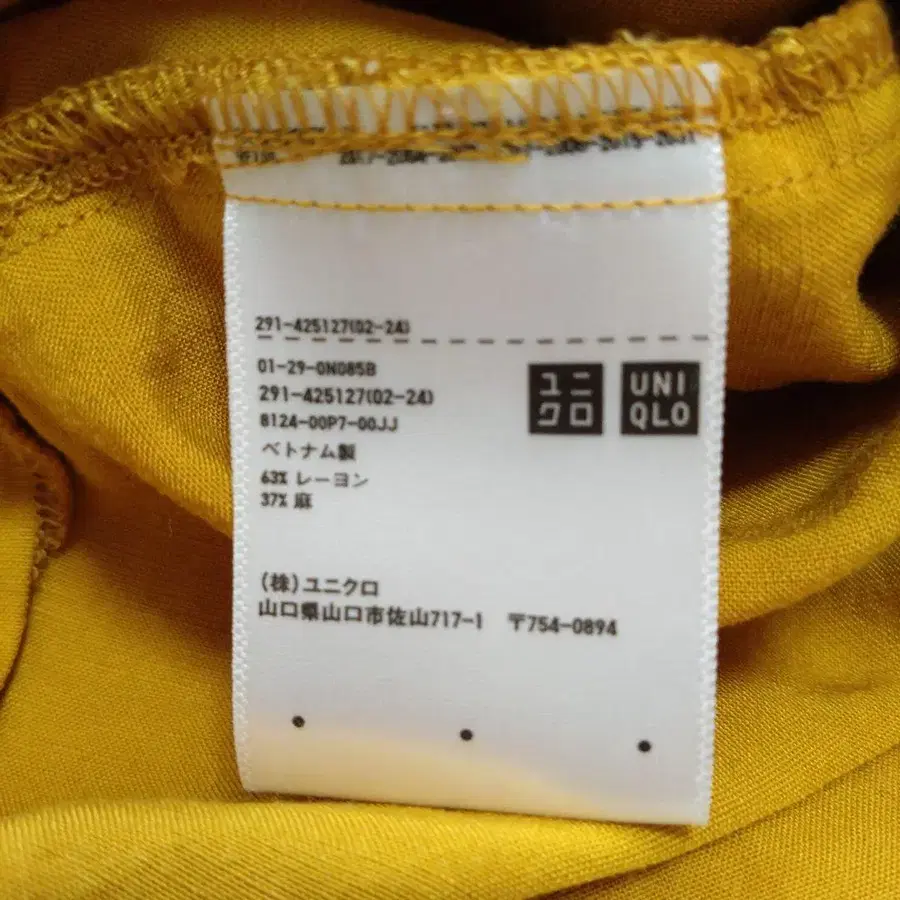 291-425127(02-24)
01-29-0N085B
291-425127(02-24)
8124-00P7-00JJ
ベトナム製
63% レーヨン
37% 麻
ユニ
クロ
UNI
QLO
(株)ユニクロ
山口県山口市佐山717-1 〒754-0894